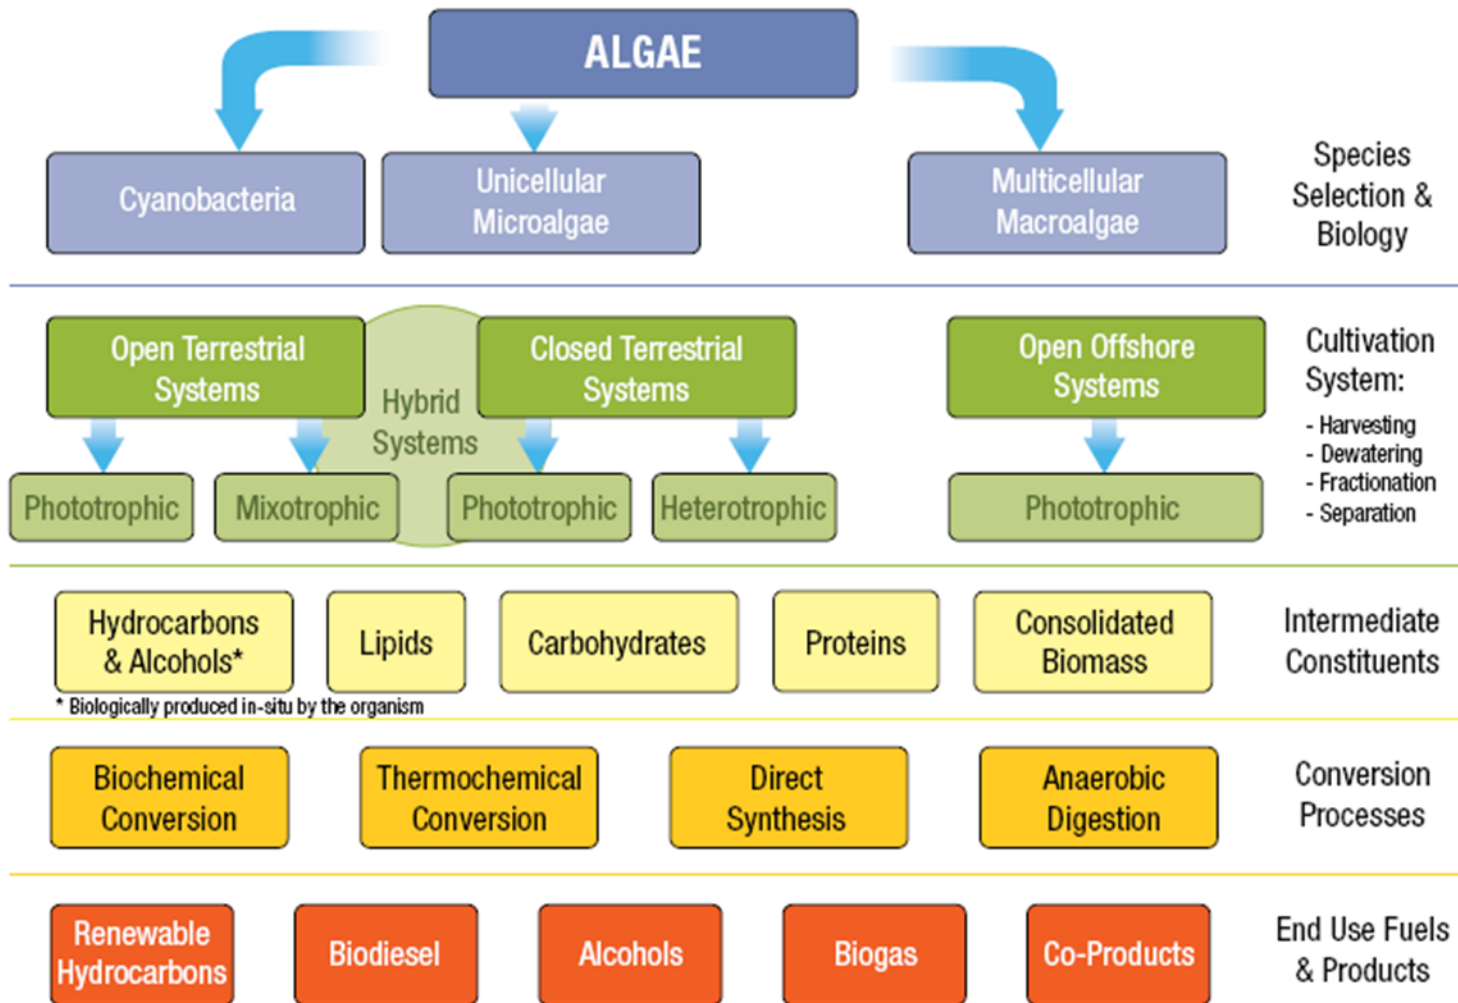 ALGAE
Cyanobacteria
Unicellular
Microalgae
Multicellular
Macroalgae
Species
Selection &
Biology
Open Terrestrial
Systems
Hybrid
Systems
Closed Terrestrial
Systems
Open Offshore
Systems
Cultivation
System:
- Harvesting
- Dewatering
- Fractionation
- Separation
Phototrophic
Mixotrophic
Phototrophic
Heterotrophic
Phototrophic
Hydrocarbons
& Alcohols*
Lipids
Carbohydrates
Proteins
Consolidated
Biomass
Intermediate
Constituents
* Biologically produced in-situ by the organism
Biochemical
Conversion
Thermochemical
Conversion
Direct
Synthesis
Anaerobic
Digestion
Conversion
Processes
Renewable
Hydrocarbons
Biodiesel
Alcohols
Biogas
Co-Products
End Use Fuels
& Products